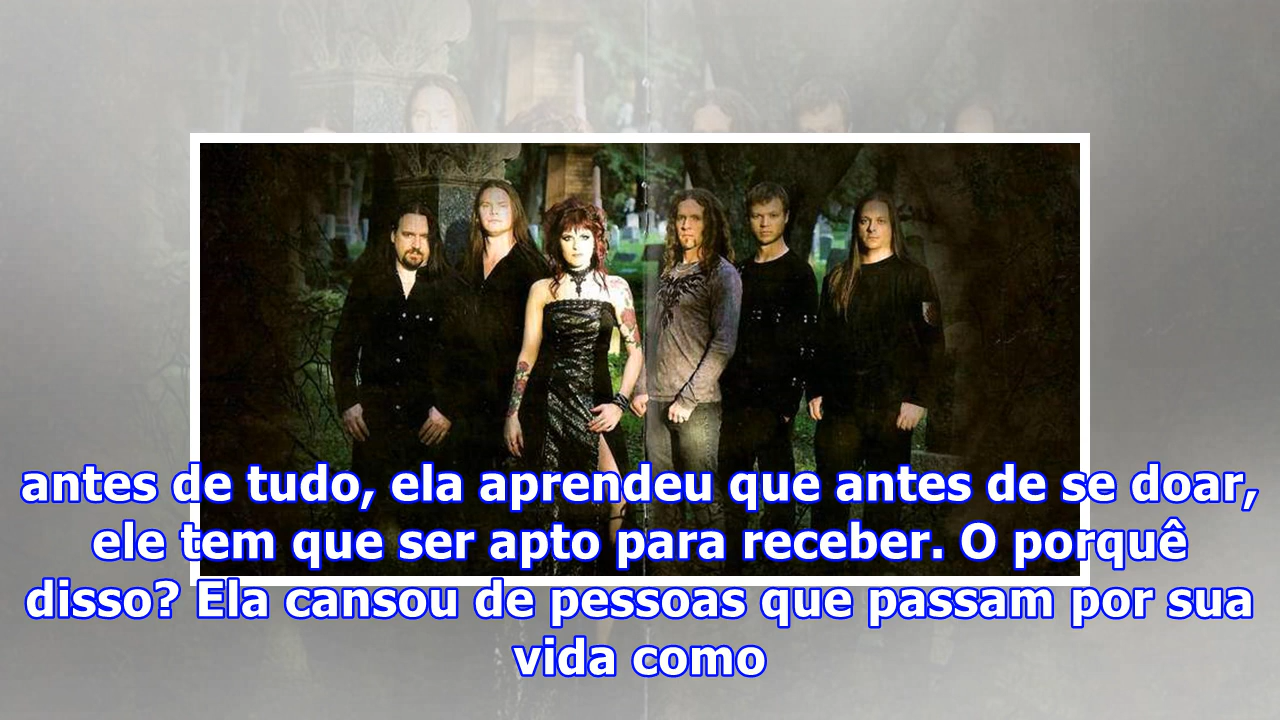 antes de tudo, ela aprendeu que antes de se doar,
ele tem que ser apto para receber. O porquê
disso? Ela cansou de pessoas que passam por sua
vida como